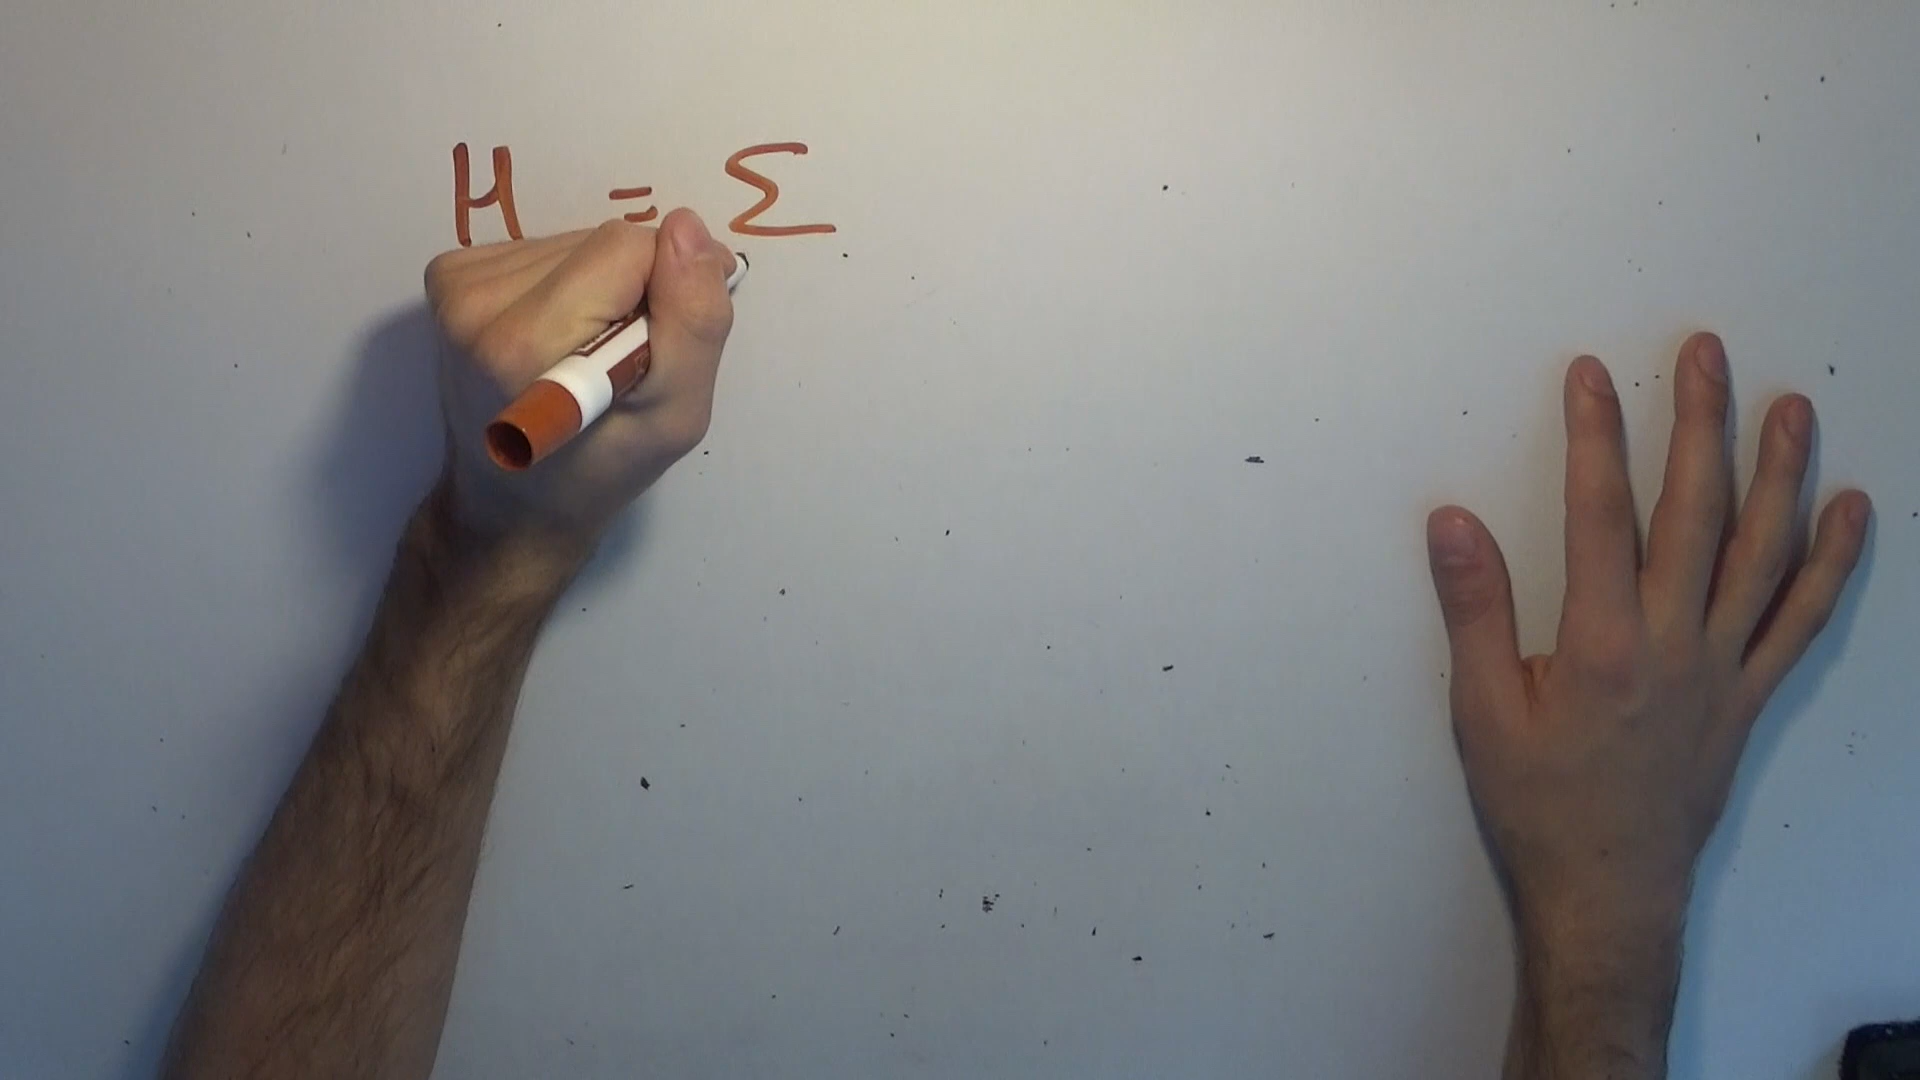 H = Σ